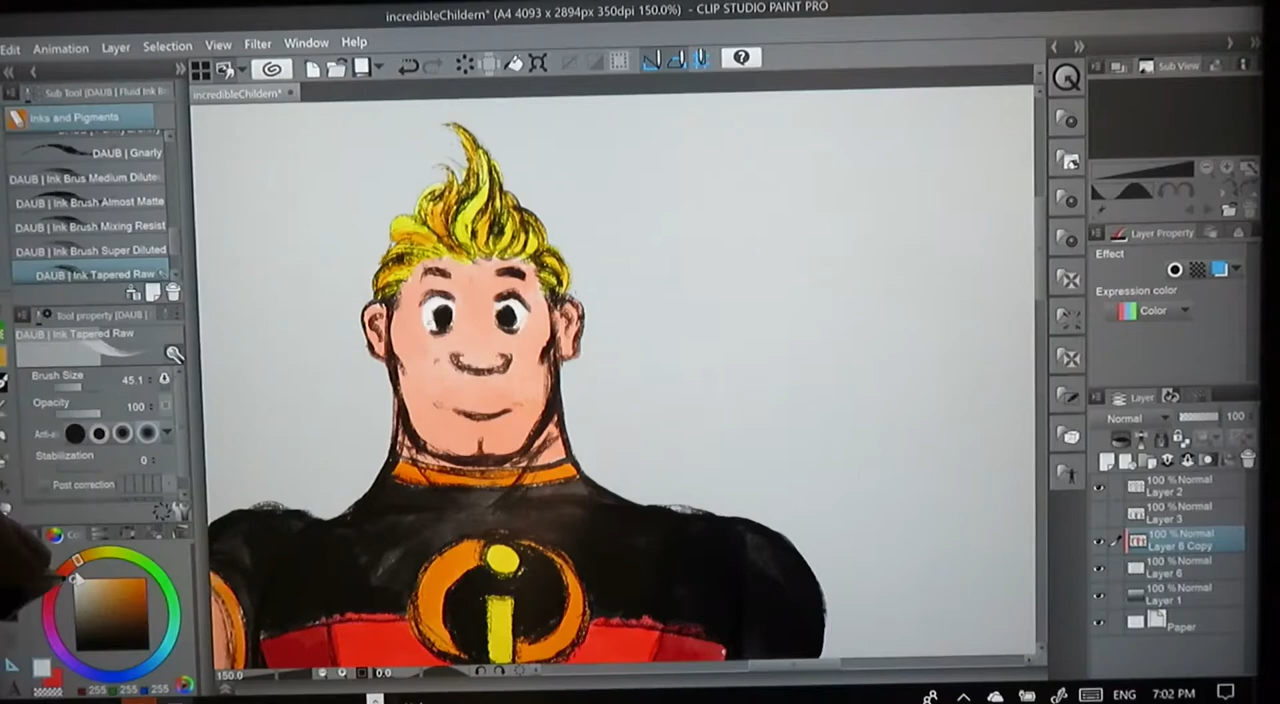 incredibleChildern* (A4 4093 x 2894px 350dpi 150.0%) - CLIP STUDIO PAINT PRO
Edit Animation Layer Selection View Filter Window Help
Sub Tool [DAUB | Fluid Ink Br
incredibleChildern*
Sub View
Inks and Pigments
DAUB | Gnarly
DAUB | Ink Brus Medium Dilute
DAUB | Ink Brush Almost Matte
DAUB | Ink Brush Mixing Resist
DAUB | Ink Brush Super Diluted
DAUB | Ink Tapered Raw
Tool property [DAUB |
DAUB | Ink Tapered Raw
Brush Size 45.1
Opacity 100
Anti-a
Stabilization 0
Post correction
Layer Property
Effect
Expression color
Color
Layer
Normal 100
100 % Normal
Layer 2
100 % Normal
Layer 3
100 % Normal
Layer 6 Copy
100 % Normal
Layer 6
100 % Normal
Layer 1
Paper
i
150.0 0.0
255 255 255
ENG 7:02 PM